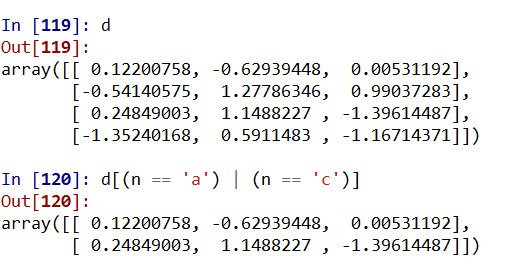 In [119]: d
Out[119]:
array([[ 0.12200758, -0.62939448,  0.00531192],
       [-0.54140575,  1.27786346,  0.99037283],
       [ 0.24849003,  1.1488227 , -1.39614487],
       [-1.35240168,  0.5911483 , -1.16714371]])
In [120]: d[(n == 'a') | (n == 'c')]
Out[120]:
array([[ 0.12200758, -0.62939448,  0.00531192],
       [ 0.24849003,  1.1488227 , -1.39614487]])